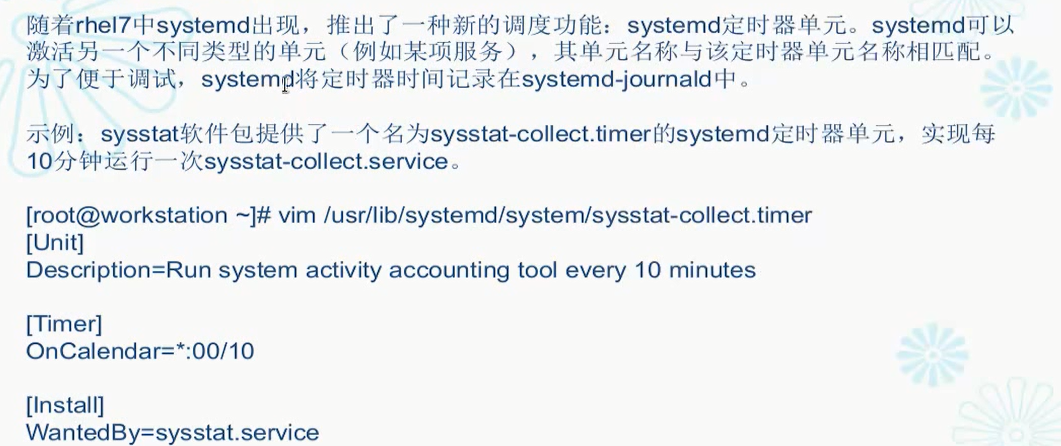 随着rhel7中systemd出现，推出了一种新的调度功能：systemd定时器单元。systemd可以
激活另一个不同类型的单元（例如某项服务），其单元名称与该定时器单元名称相匹配。
为了便于调试，systemd将定时器时间记录在systemd-journald中。
示例：sysstat软件包提供了一个名为sysstat-collect.timer的systemd定时器单元，实现每
10分钟运行一次sysstat-collect.service。
[root@workstation ~]# vim /usr/lib/systemd/system/sysstat-collect.timer
[Unit]
Description=Run system activity accounting tool every 10 minutes
[Timer]
OnCalendar=*:00/10
[Install]
WantedBy=sysstat.service